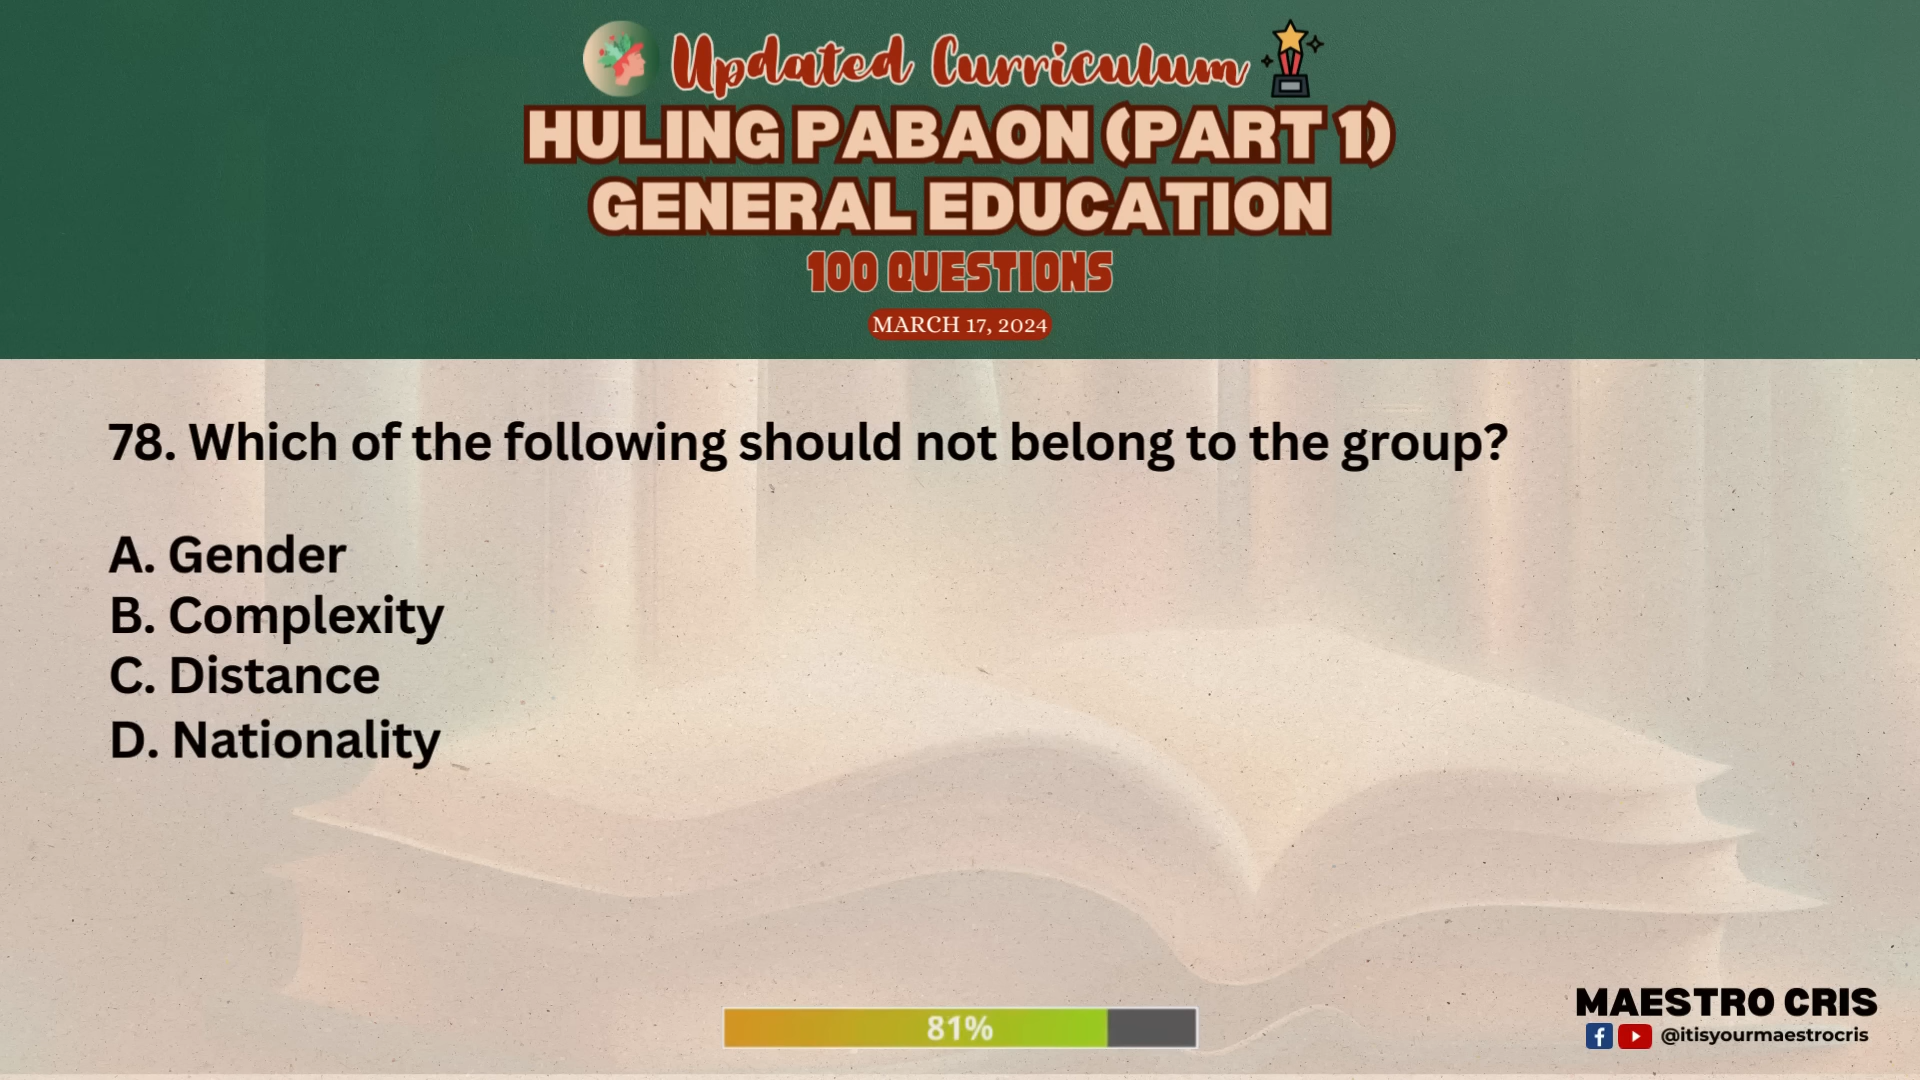 Updated Curriculum
HULING PABAON (PART 1)
GENERAL EDUCATION
100 QUESTIONS
MARCH 17, 2024
78. Which of the following should not belong to the group?
A. Gender
B. Complexity
C. Distance
D. Nationality
81%
MAESTRO CRIS
@itisyourmaestrocris